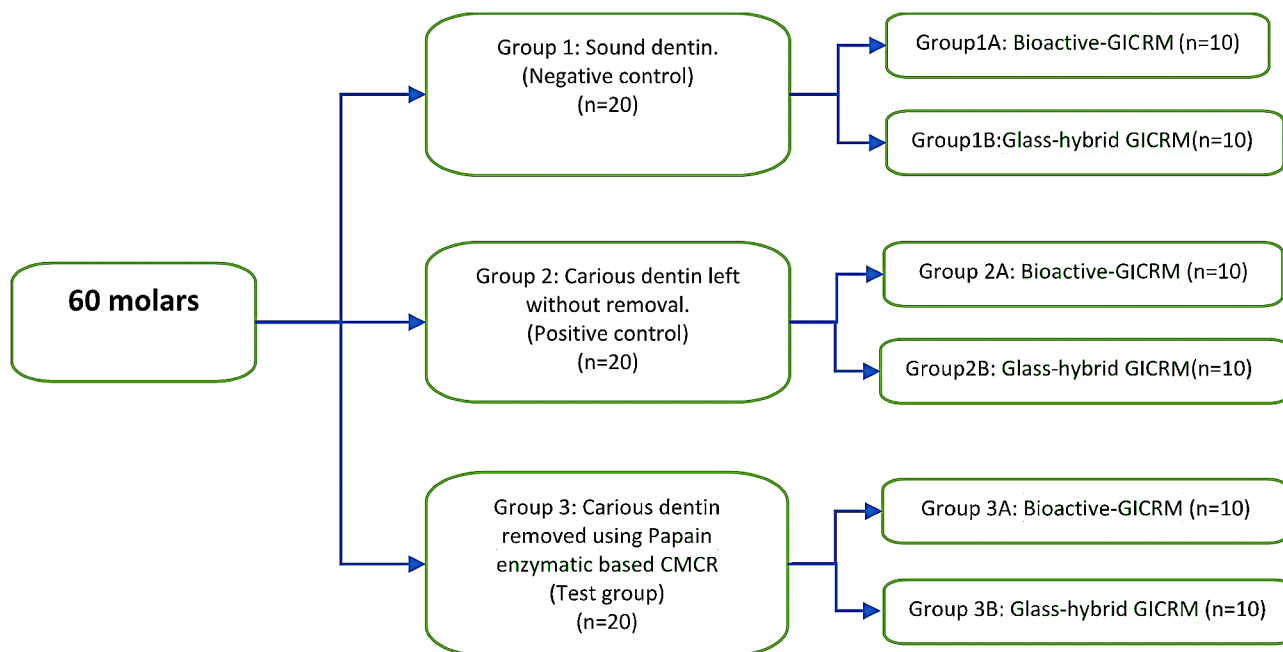 60 molars
Group 1: Sound dentin.
(Negative control)
(n=20)
Group1A: Bioactive-GICRM (n=10)
Group1B:Glass-hybrid GICRM(n=10)
Group 2: Carious dentin left
without removal.
(Positive control)
(n=20)
Group 2A: Bioactive-GICRM (n=10)
Group2B: Glass-hybrid GICRM(n=10)
Group 3: Carious dentin
removed using Papain
enzymatic based CMCR
(Test group)
(n=20)
Group 3A: Bioactive-GICRM (n=10)
Group 3B: Glass-hybrid GICRM (n=10)